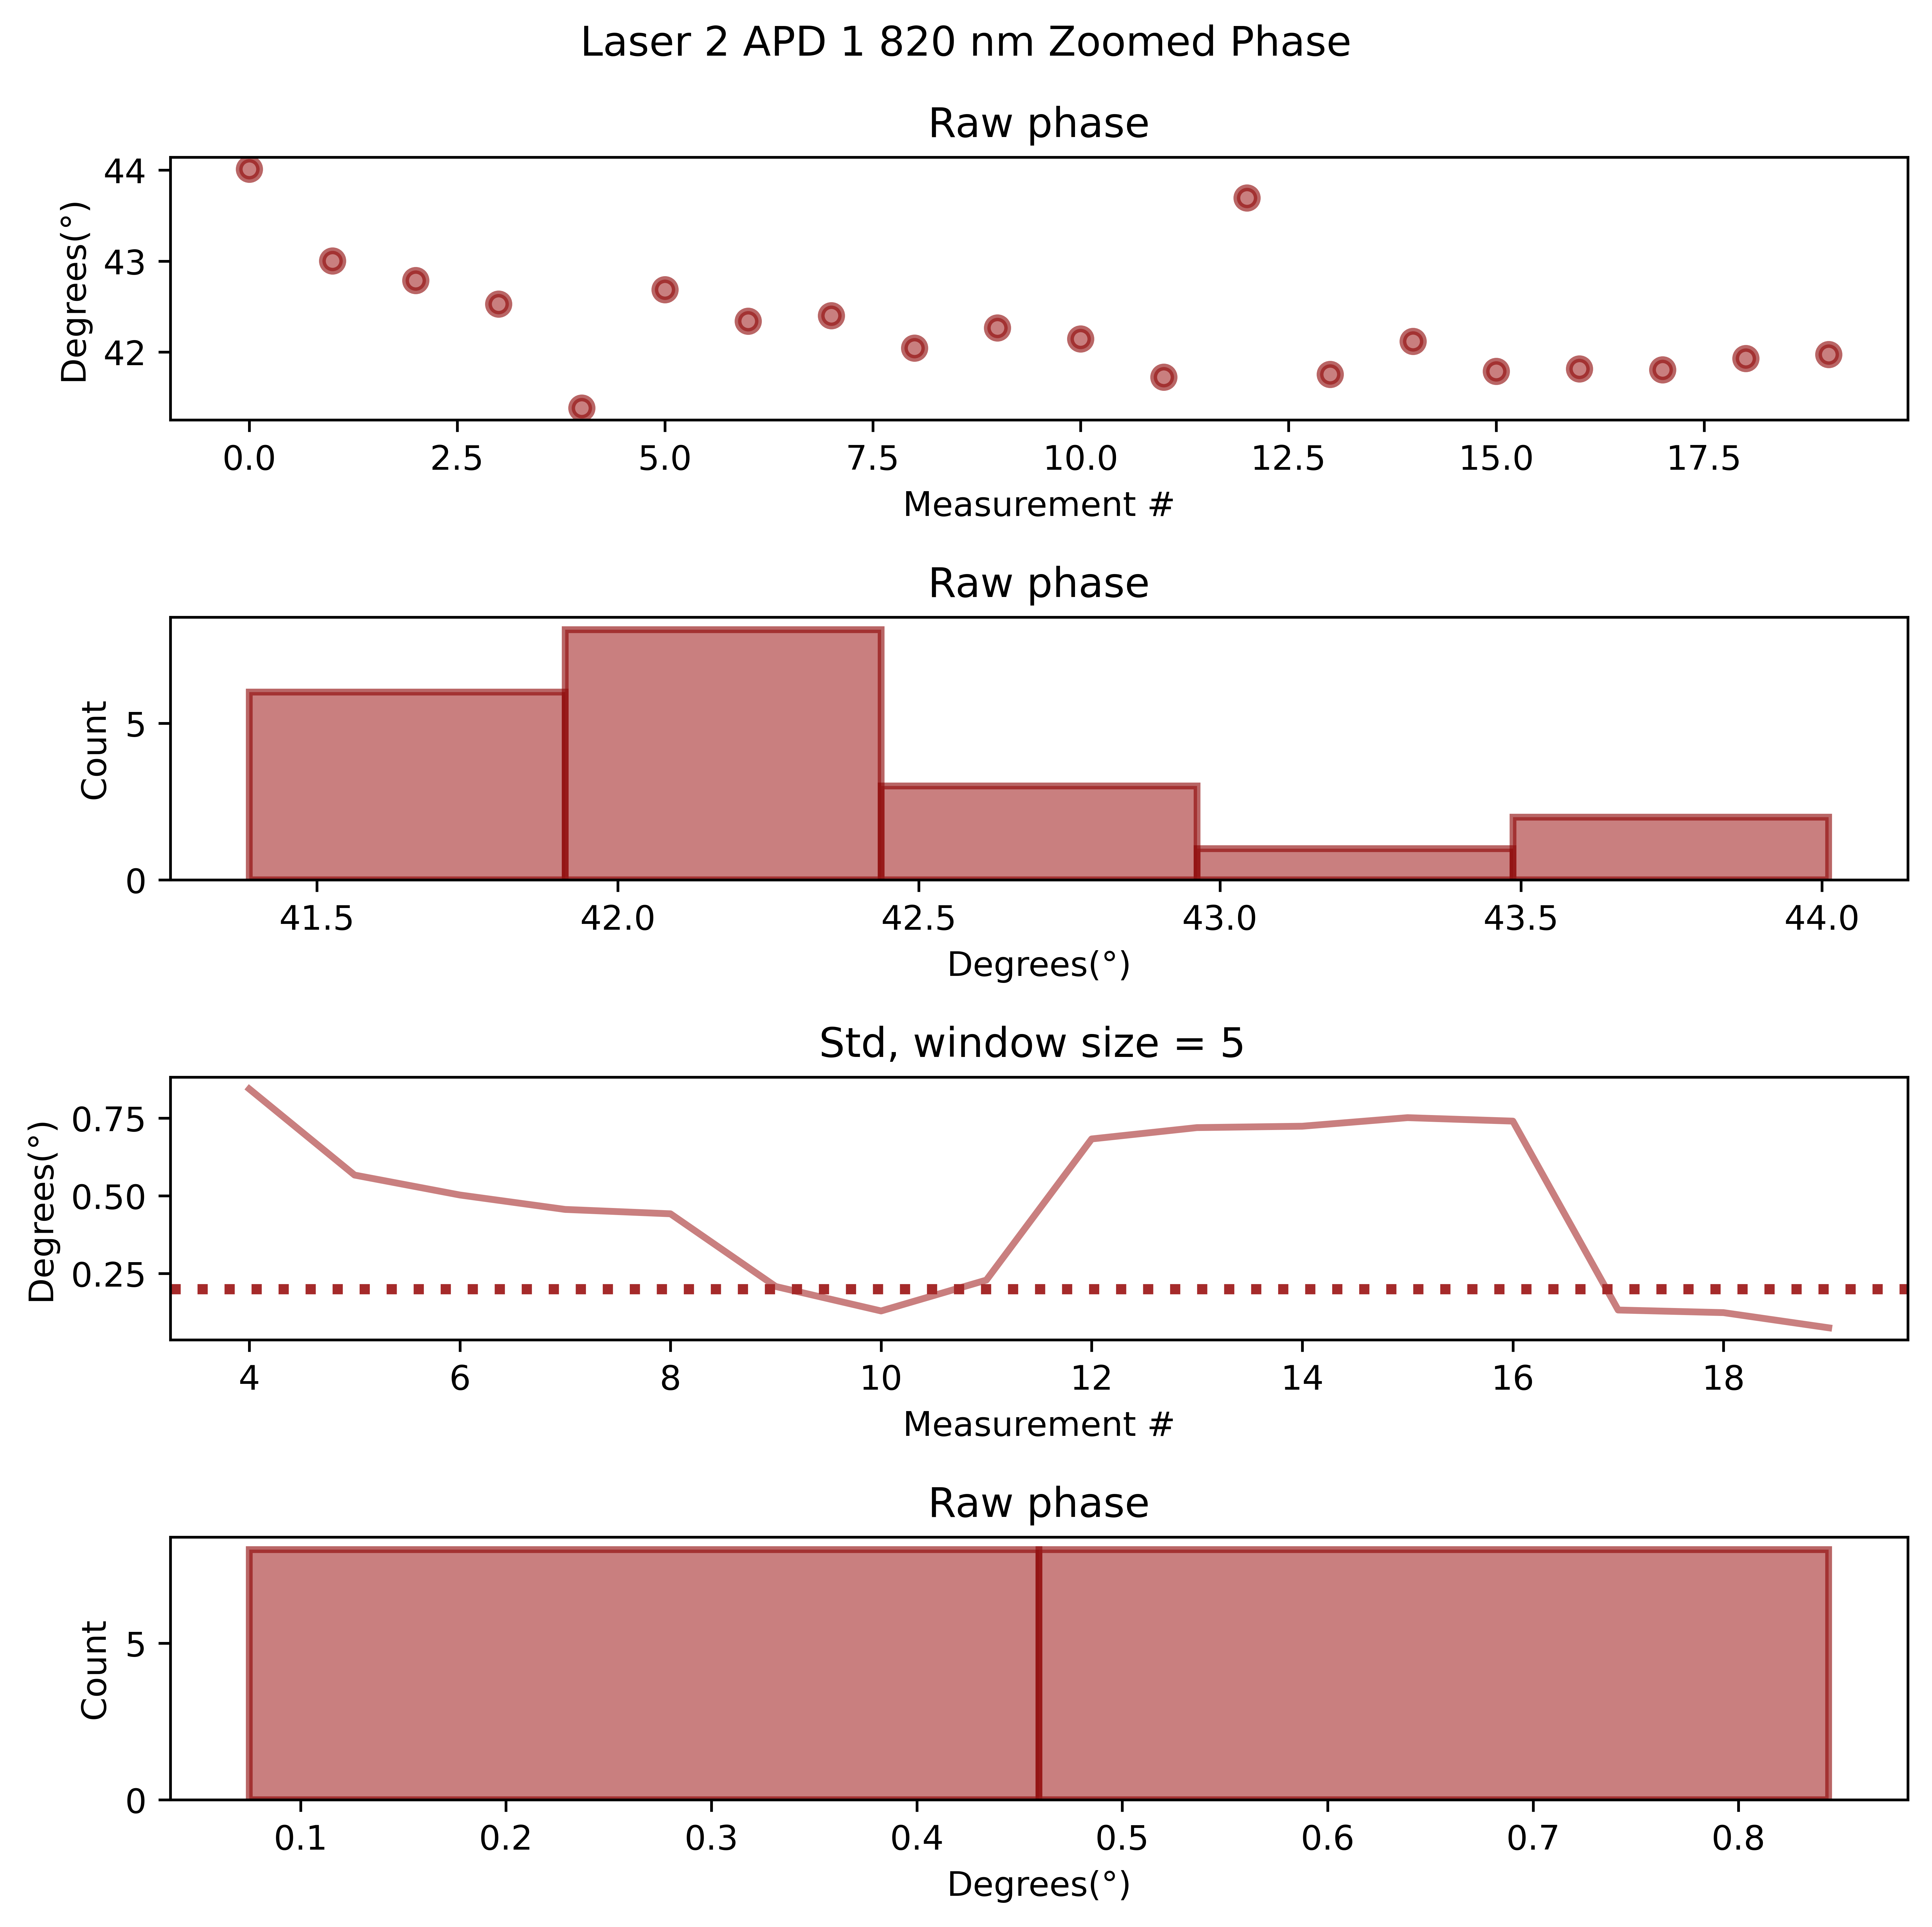 Laser 2 APD 1 820 nm Zoomed Phase
Raw phase
44
43
42
Degrees(°)
0.0 2.5 5.0 7.5 10.0 12.5 15.0 17.5
Measurement #
Raw phase
5
0
Count
41.5 42.0 42.5 43.0 43.5 44.0
Degrees(°)
Std, window size = 5
0.75
0.50
0.25
Degrees(°)
4 6 8 10 12 14 16 18
Measurement #
Raw phase
5
0
Count
0.1 0.2 0.3 0.4 0.5 0.6 0.7 0.8
Degrees(°)